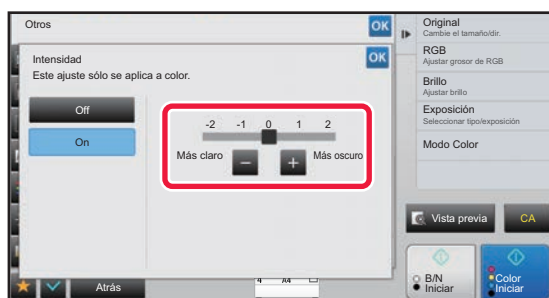 Otros
OK
Intensidad
OK
Este ajuste sólo se aplica a color.
Off
On
-2 -1 0 1 2
Más claro
Más oscuro
Atrás
A4
Original
Cambie el tamaño/dir.
RGB
Ajustar grosor de RGB
Brillo
Ajustar brillo
Exposición
Seleccionar tipo/exposición
Modo Color
Vista previa
CA
B/N
Iniciar
Color
Iniciar